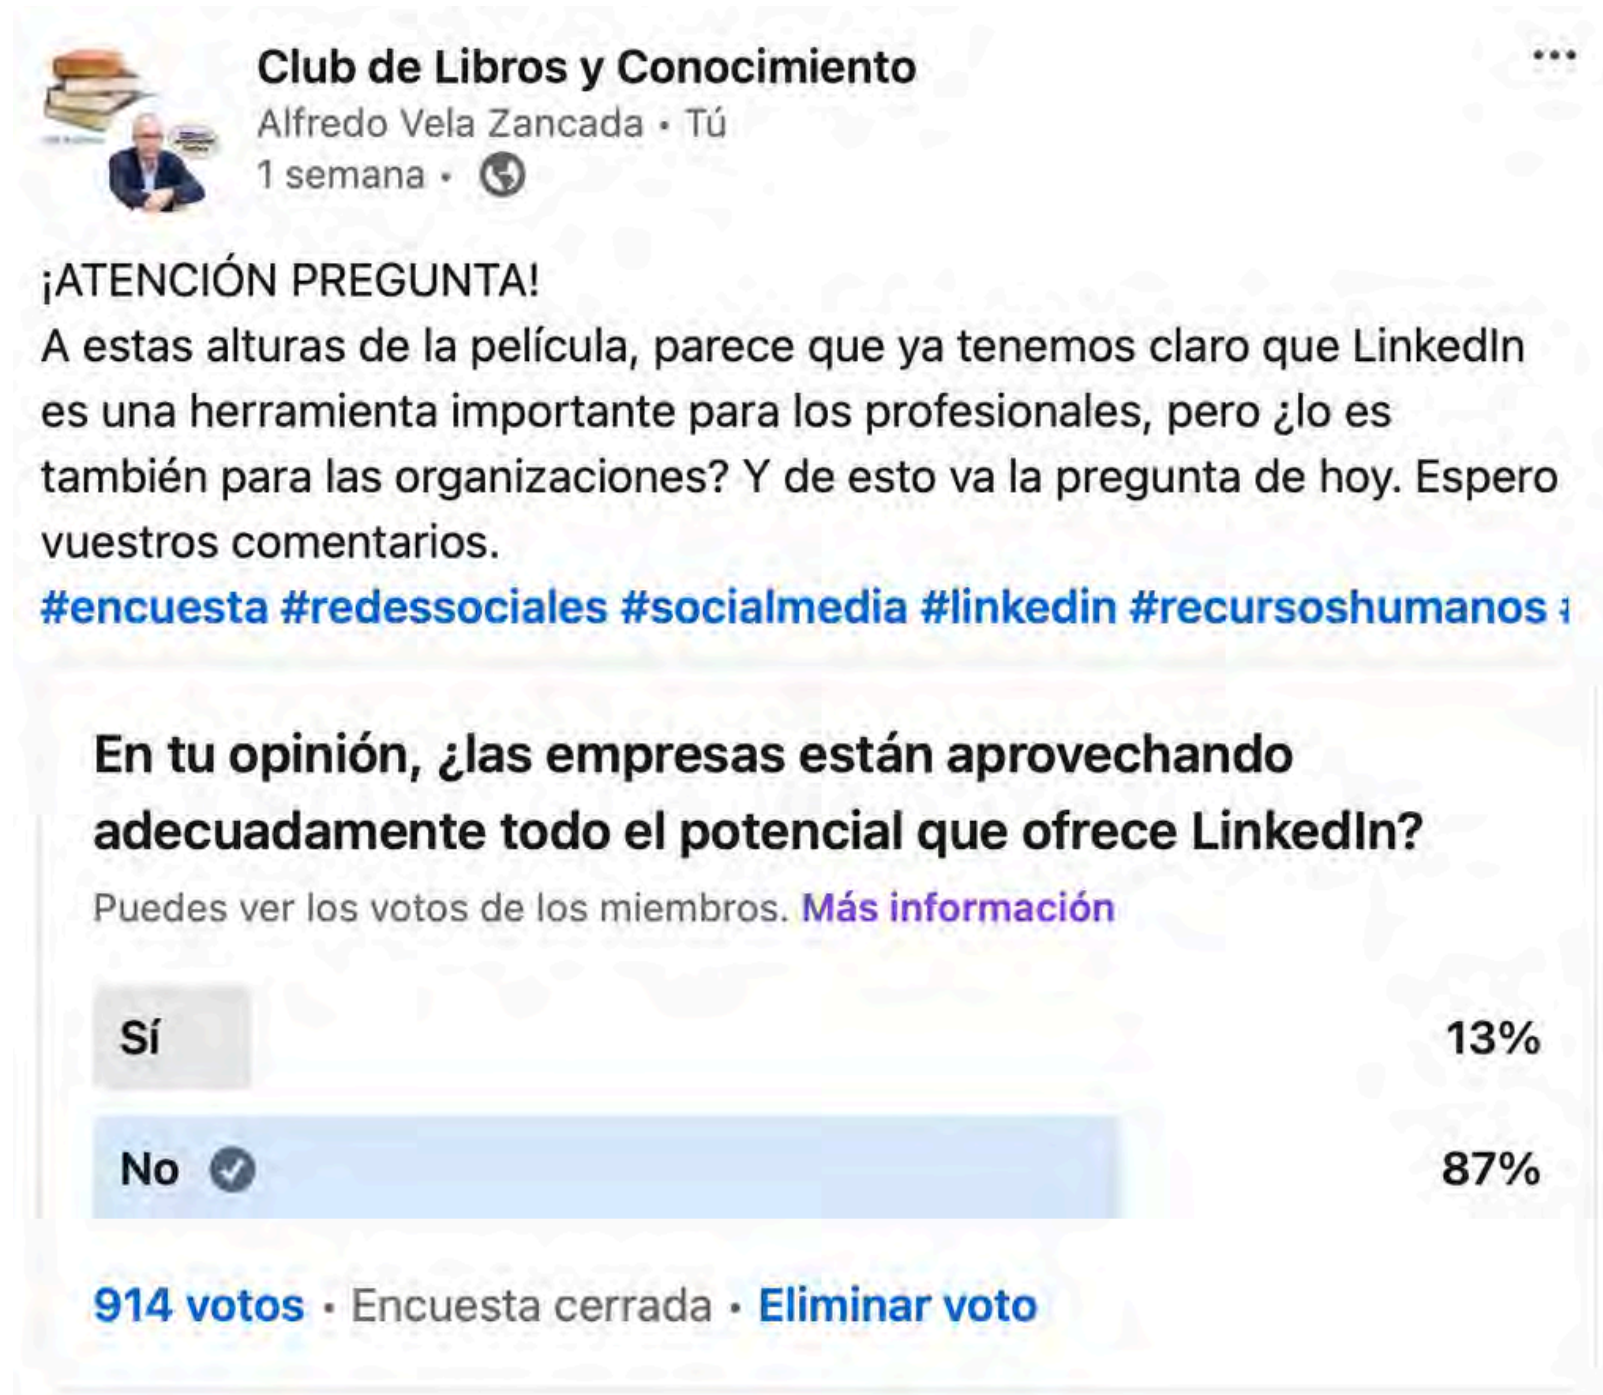 Club de Libros y Conocimiento
Alfredo Vela Zancada • Tú
1 semana •
¡ATENCIÓN PREGUNTA!
A estas alturas de la película, parece que ya tenemos claro que LinkedIn
es una herramienta importante para los profesionales, pero ¿lo es
también para las organizaciones? Y de esto va la pregunta de hoy. Espero
vuestros comentarios.
#encuesta #redessociales #socialmedia #linkedin #recursoshumanos
En tu opinión, ¿las empresas están aprovechando
adecuadamente todo el potencial que ofrece LinkedIn?
Puedes ver los votos de los miembros. Más información
Sí 13%
No 87%
914 votos • Encuesta cerrada • Eliminar voto